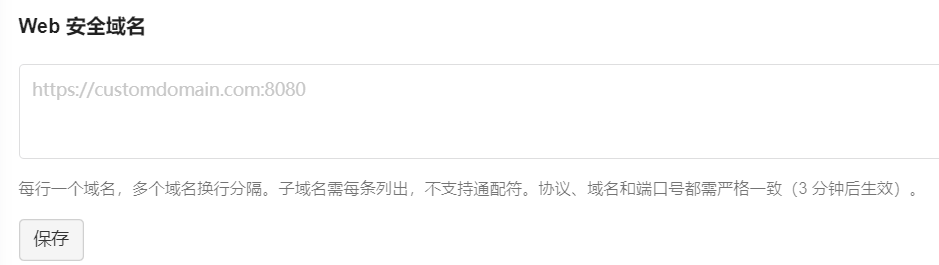 Web 安全域名
https://customdomain.com:8080
每行一个域名，多个域名换行分隔。子域名需每条列出，不支持通配符。协议、域名和端口号都需严格一致（3 分钟后生效）。
保存